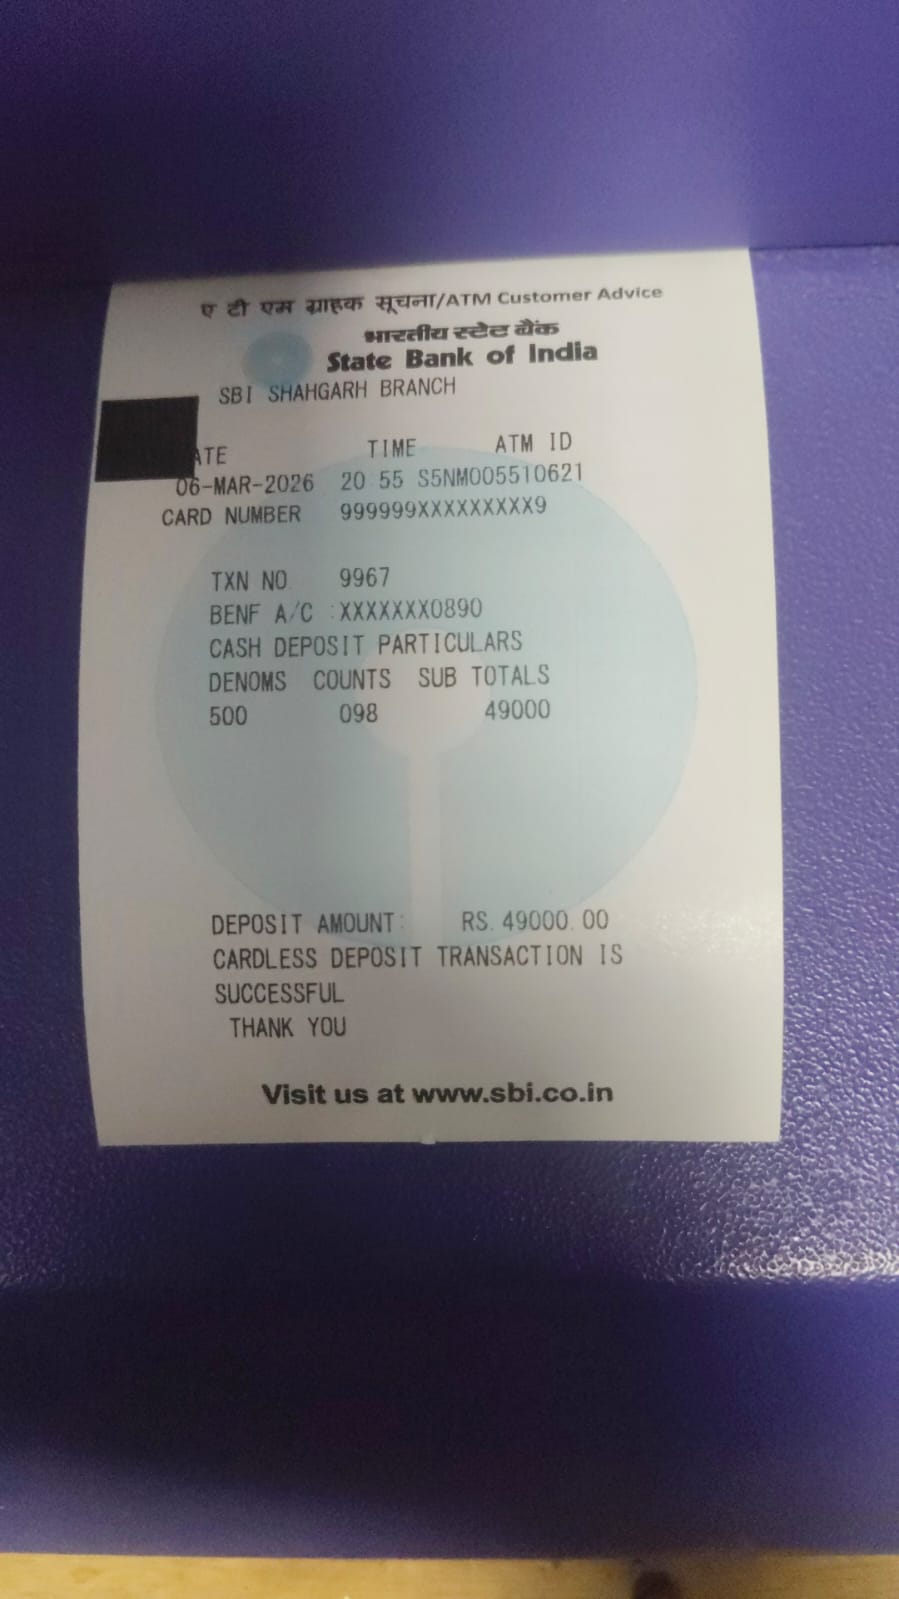 ए टी एम ग्राहक सूचना/ATM Customer Advice
भारतीय स्टेट बैंक
State Bank of India
SBI SHAHGARH BRANCH
ATE TIME ATM ID
06-MAR-2026 20 55 S5NM005510621
CARD NUMBER 999999XXXXXXXXX9
TXN NO. 9967
BENF A/C :XXXXXXX0890
CASH DEPOSIT PARTICULARS
DENOMS COUNTS SUB TOTALS
500 098 49000
DEPOSIT AMOUNT: RS. 49000.00
CARDLESS DEPOSIT TRANSACTION IS
SUCCESSFUL
THANK YOU
Visit us at www.sbi.co.in